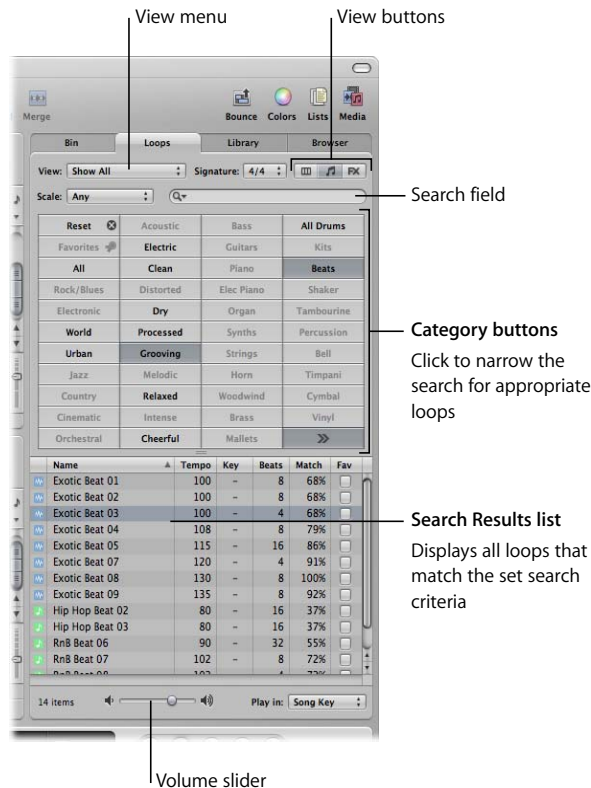 View menu
View buttons
Merge
Bounce Colors Lists Media
Bin Loops Library Browser
View: Show All Signature: 4/4 FX
Scale: Any
Search field
Reset Acoustic Bass All Drums
Favorites Electric Guitars Kits
All Clean Piano Beats
Rock/Blues Distorted Elec Piano Shaker
Electronic Dry Organ Tambourine
World Processed Synths Percussion
Urban Grooving Strings Bell
Jazz Melodic Horn Timpani
Country Relaxed Woodwind Cymbal
Cinematic Intense Brass Vinyl
Orchestral Cheerful Mallets
Category buttons
Click to narrow the
search for appropriate
loops
Name Tempo Key Beats Match Fav
Exotic Beat 01 100 – 8 68%
Exotic Beat 02 100 – 8 68%
Exotic Beat 03 100 – 4 68%
Exotic Beat 04 108 – 8 79%
Exotic Beat 05 115 – 16 86%
Exotic Beat 07 120 – 4 91%
Exotic Beat 08 130 – 8 100%
Exotic Beat 09 135 – 8 92%
Hip Hop Beat 02 80 – 16 37%
Hip Hop Beat 03 80 – 16 37%
RnB Beat 06 90 – 32 55%
RnB Beat 07 102 – 8 72%
Search Results list
Displays all loops that
match the set search
criteria
14 items Play in: Song Key
Volume slider